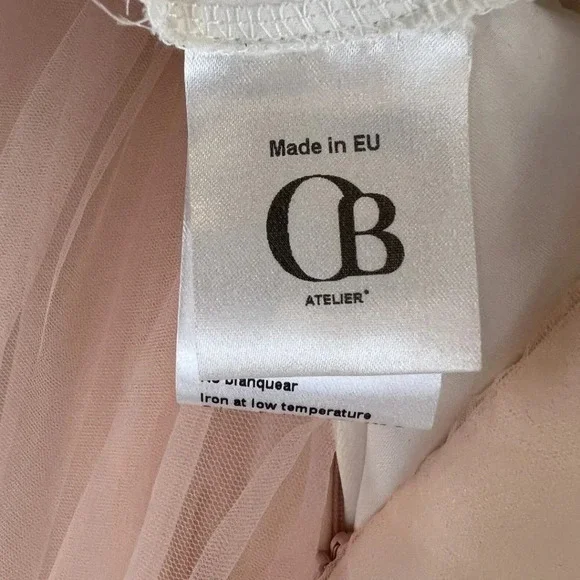 Made in EU
OB
ATELIER®
No blanquear
Iron at low temperature